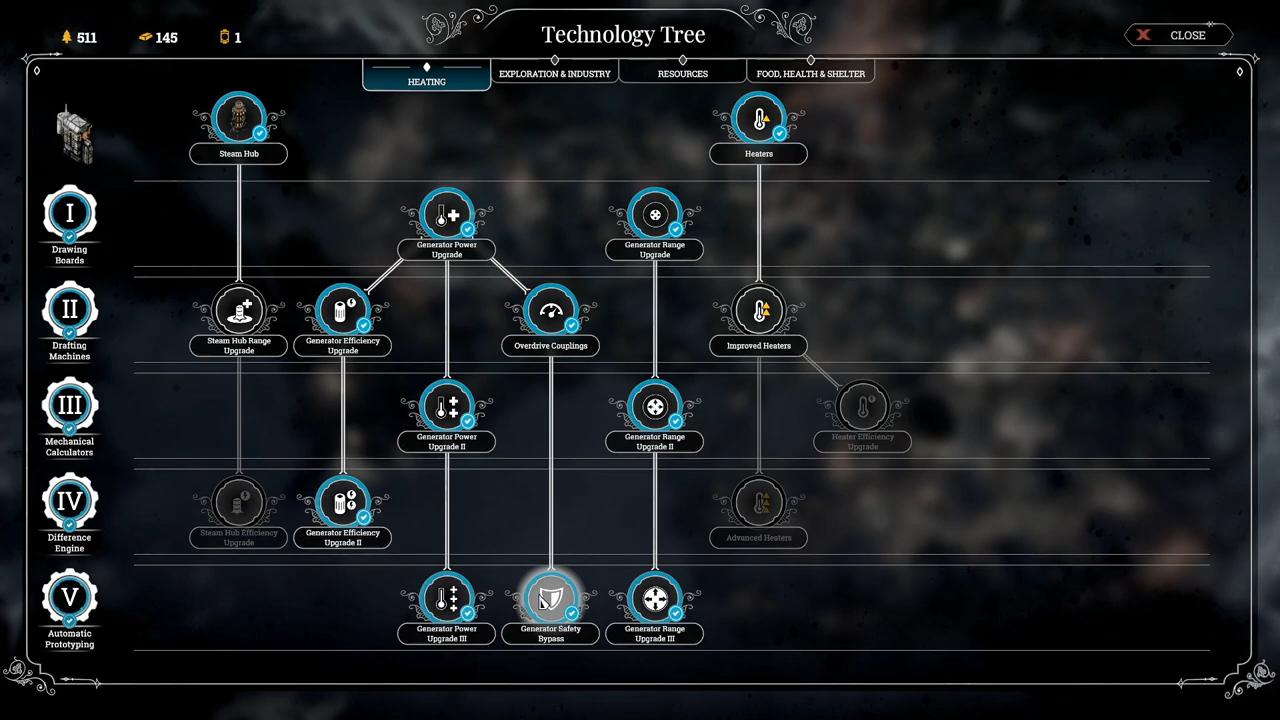 511
145
1
Technology Tree
CLOSE
HEATING
EXPLORATION & INDUSTRY
RESOURCES
FOOD, HEALTH & SHELTER
Steam Hub
Heaters
I
Drawing
Boards
Generator Power
Upgrade
Generator Range
Upgrade
II
Drafting
Machines
Steam Hub Range
Upgrade
Generator Efficiency
Upgrade
Overdrive Couplings
Improved Heaters
III
Mechanical
Calculators
Generator Power
Upgrade II
Generator Range
Upgrade II
Heater Efficiency
Upgrade
IV
Difference
Engine
Steam Hub Efficiency
Upgrade
Generator Efficiency
Upgrade II
Advanced Heaters
V
Automatic
Prototyping
Generator Power
Upgrade III
Generator Safety
Bypass
Generator Range
Upgrade III